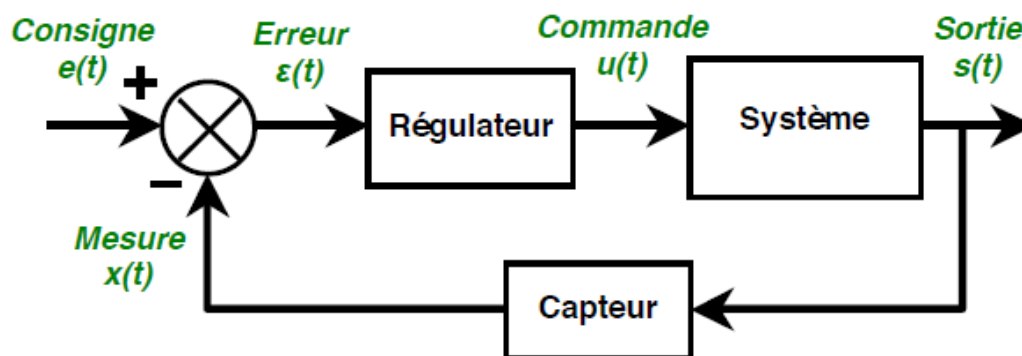 Consigne
e(t)
+
Erreur
ε(t)
Régulateur
Commande
u(t)
Système
Sortie
s(t)
−
Mesure
x(t)
Capteur